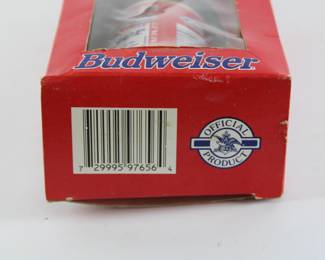 Budweiser
7 29995 97656 4
OFFICIAL
PRODUCT